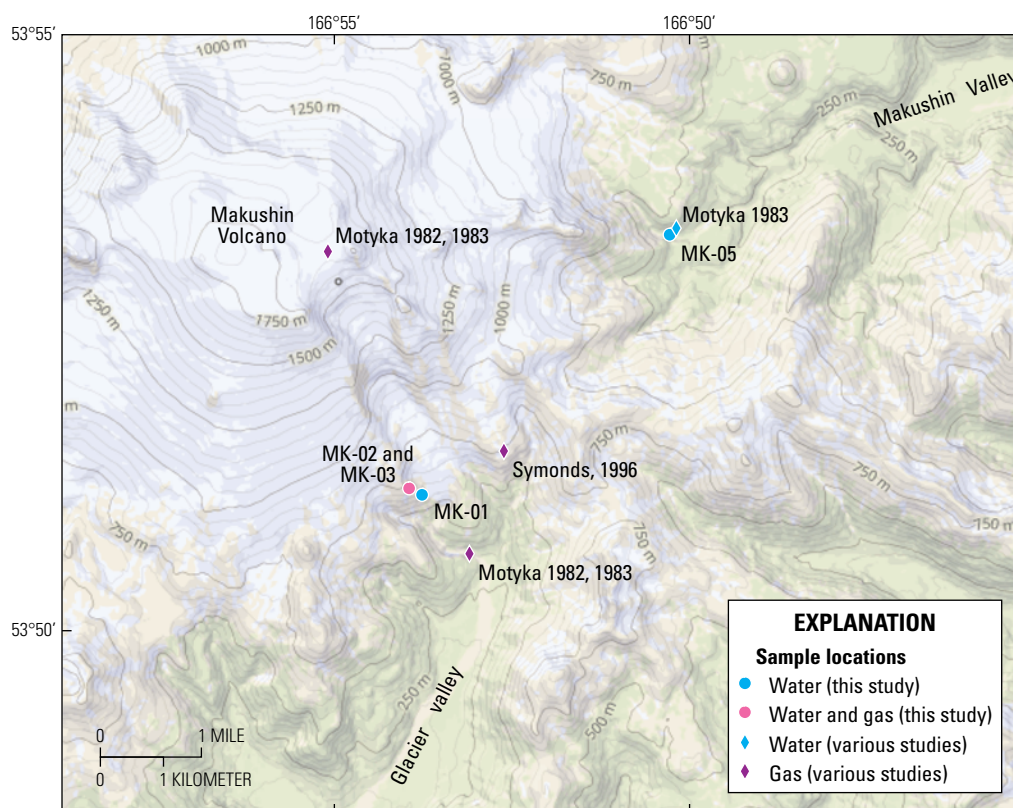 166°55′
166°50′
53°55′
1000 m
1000 m
750 m
1250 m
250 m
Makushin Valley
250 m
Makushin
Volcano
Motyka 1982, 1983
Motyka 1983
MK-05
1250 m
1750 m
1500 m
1250 m
1000 m
m
MK-02 and
MK-03
MK-01
Symonds, 1996
750 m
750 m
750 m
750 m
150 m
Motyka 1982, 1983
53°50′
250 m
Glacier valley
500 m
0 1 MILE
0 1 KILOMETER
EXPLANATION
Sample locations
Water (this study)
Water and gas (this study)
Water (various studies)
Gas (various studies)